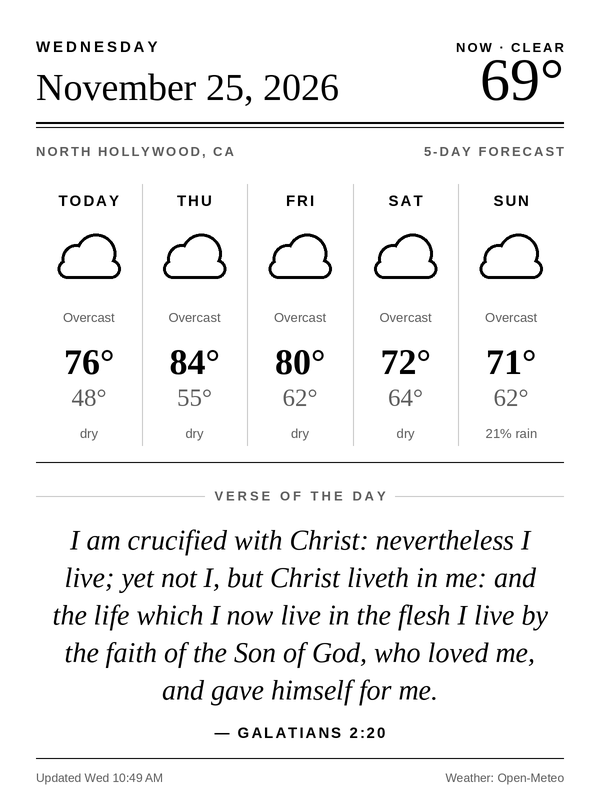 WEDNESDAY
NOW · CLEAR
November 25, 2026
69°
NORTH HOLLYWOOD, CA
5-DAY FORECAST
TODAY THU FRI SAT SUN
Overcast Overcast Overcast Overcast Overcast
76° 84° 80° 72° 71°
48° 55° 62° 64° 62°
dry dry dry dry 21% rain
VERSE OF THE DAY
I am crucified with Christ: nevertheless I
live; yet not I, but Christ liveth in me: and
the life which I now live in the flesh I live by
the faith of the Son of God, who loved me,
and gave himself for me.
— GALATIANS 2:20
Updated Wed 10:49 AM
Weather: Open-Meteo